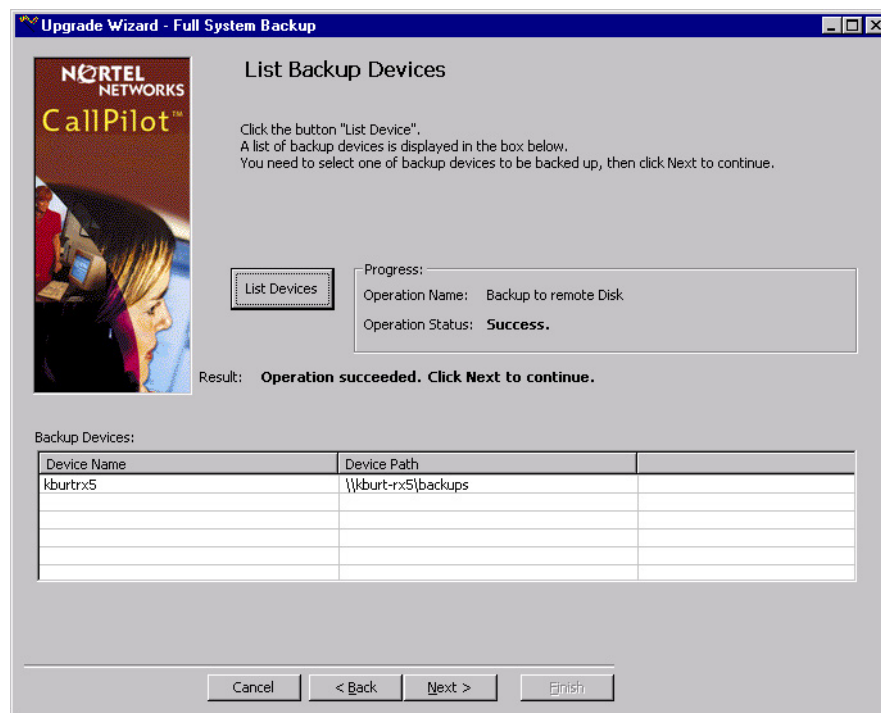 Upgrade Wizard - Full System Backup
NORTEL
NETWORKS
CallPilot™
List Backup Devices
Click the button "List Device".
A list of backup devices is displayed in the box below.
You need to select one of backup devices to be backed up, then click Next to continue.
List Devices
Progress:
Operation Name: Backup to remote Disk
Operation Status: Success.
Result: Operation succeeded. Click Next to continue.
Backup Devices:
Device Name Device Path
kburtrx5 \\kburt-rx5\backups
Cancel < Back Next > Finish